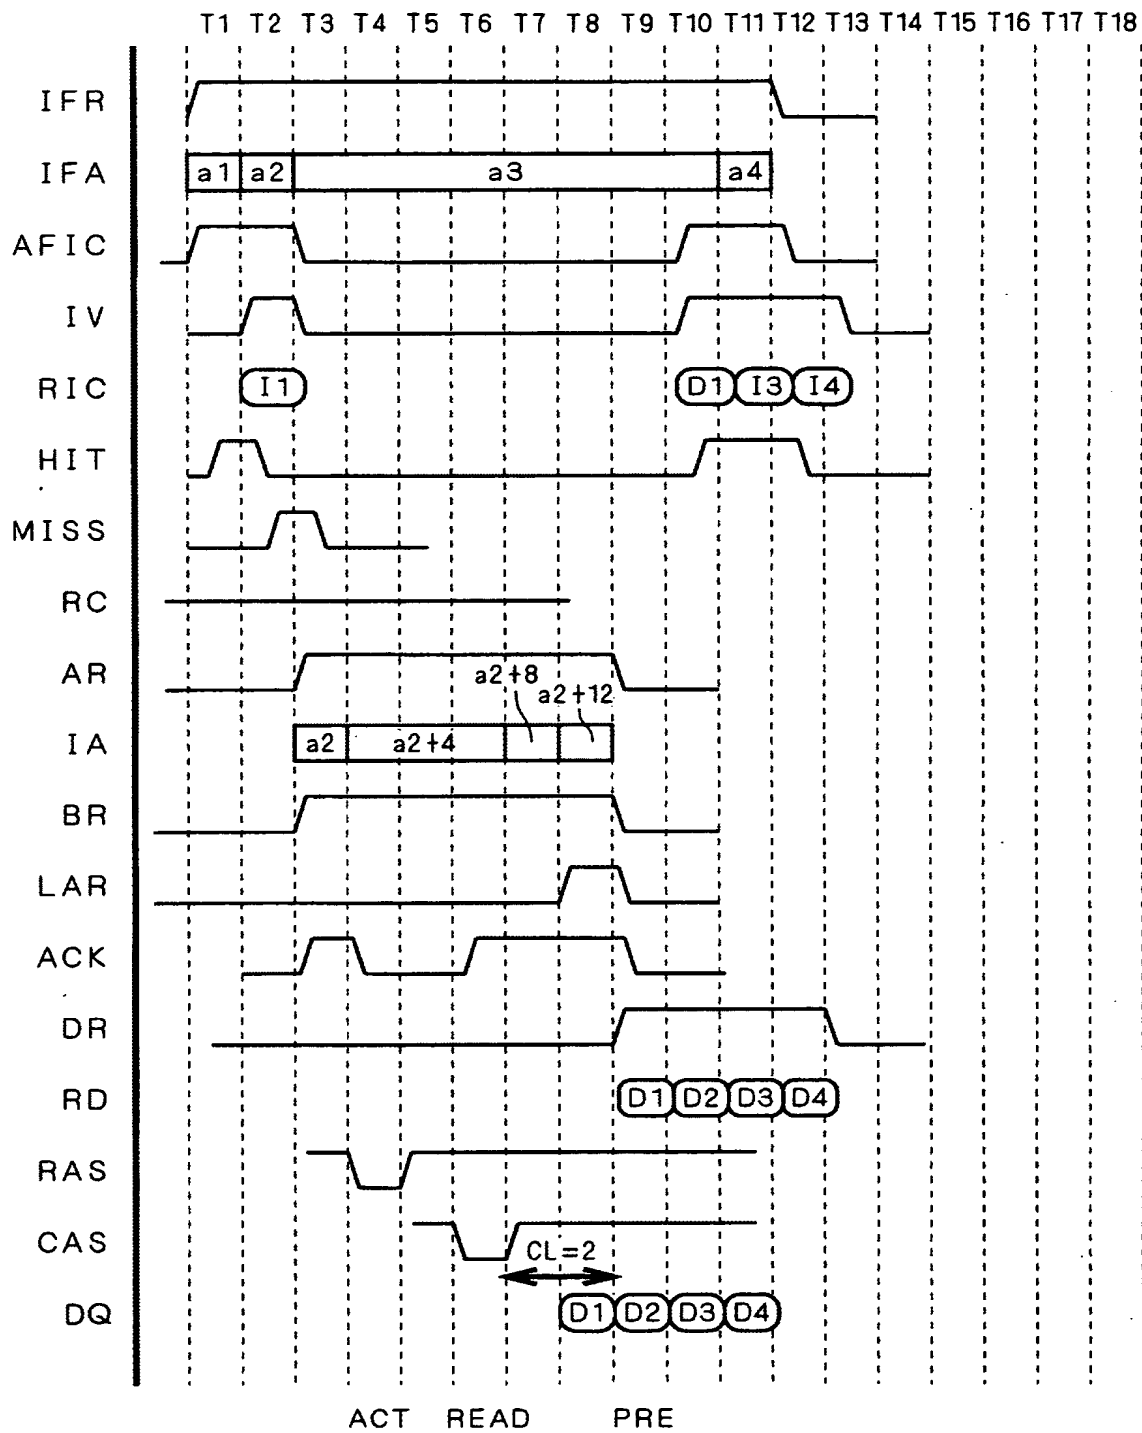 T1 T2 T3 T4 T5 T6 T7 T8 T9 T10 T11 T12 T13 T14 T15 T16 T17 T18
IFR
IFA a1 a2 a3 a4
AFIC
IV
RIC I1 D1 I3 I4
HIT
MISS
RC
AR
a2+8
a2+12
IA a2 a2+4
BR
LAR
ACK
DR
RD D1 D2 D3 D4
RAS
CAS
CL=2
DQ D1 D2 D3 D4
ACT READ PRE